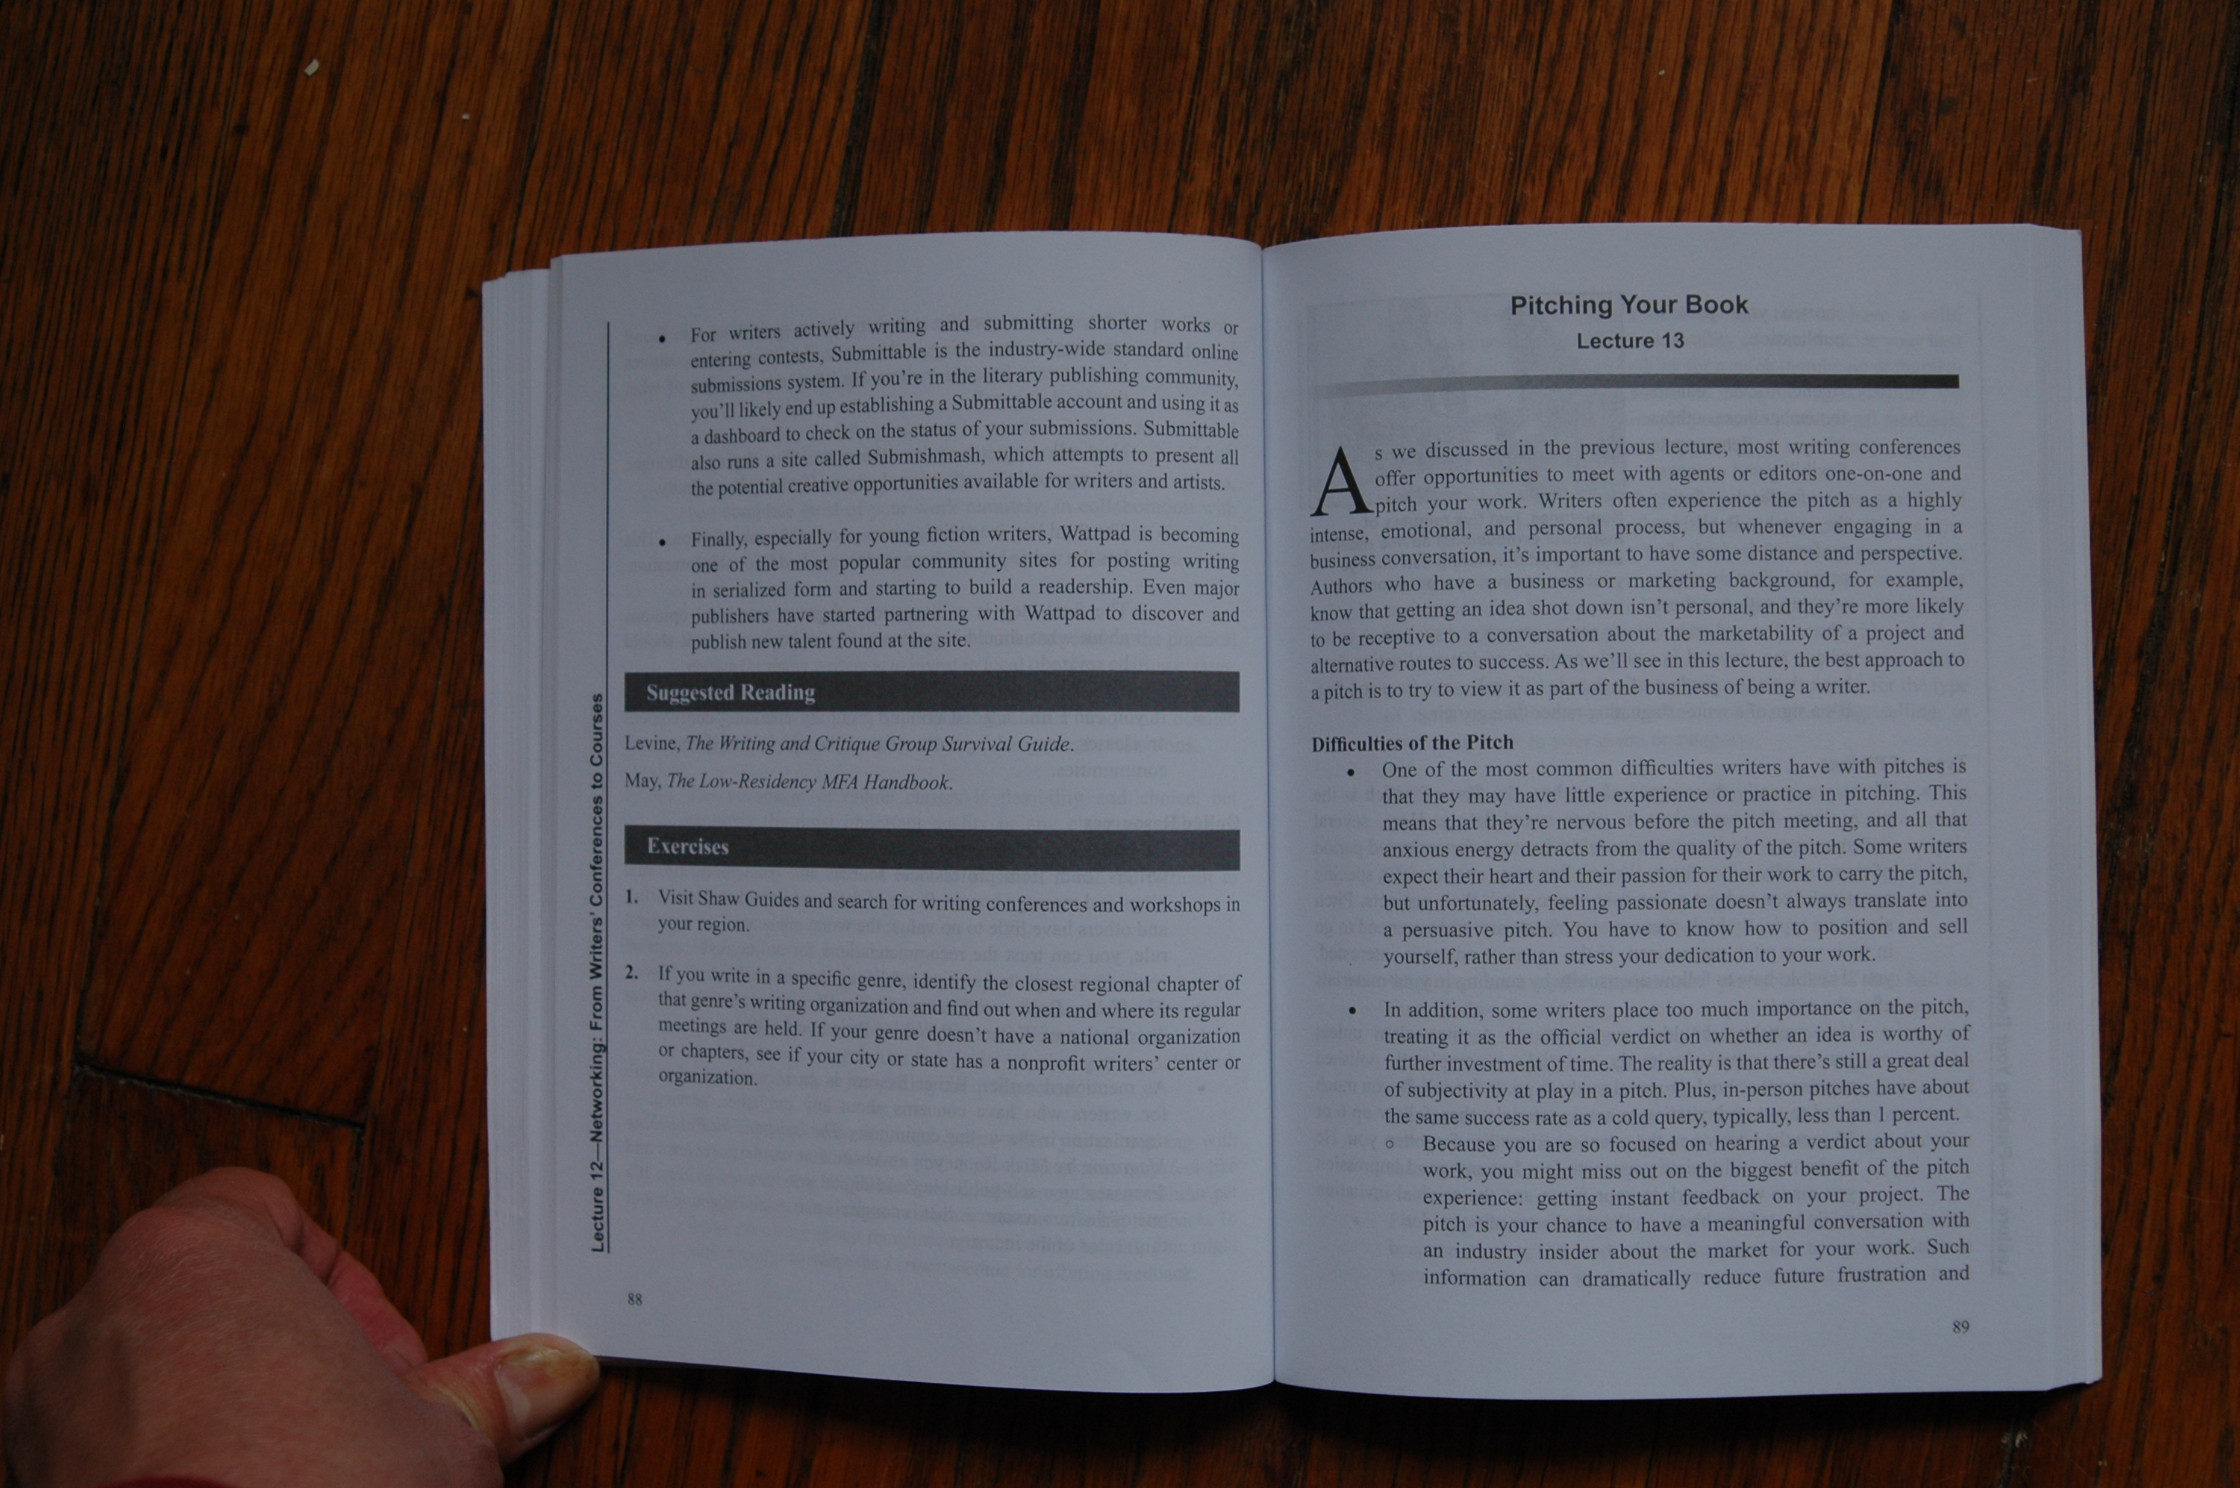 • For writers actively writing and submitting shorter works or
entering contests, Submittable is the industry-wide standard online
submissions system. If you're in the literary publishing community,
you'll likely end up establishing a Submittable account and using it as
a dashboard to check on the status of your submissions. Submittable
also runs a site called Submishmash, which attempts to present all
the potential creative opportunities available for writers and artists.
• Finally, especially for young fiction writers, Wattpad is becoming
one of the most popular community sites for posting writing
in serialized form and starting to build a readership. Even major
publishers have started partnering with Wattpad to discover and
publish new talent found at the site.
Suggested Reading
Levine, The Writing and Critique Group Survival Guide.
May, The Low-Residency MFA Handbook.
Exercises
1. Visit Shaw Guides and search for writing conferences and workshops in
your region.
2. If you write in a specific genre, identify the closest regional chapter of
that genre's writing organization and find out when and where its regular
meetings are held. If your genre doesn't have a national organization
or chapters, see if your city or state has a nonprofit writers' center or
organization.
Lecture 12—Networking: From Writers' Conferences to Courses
88
Pitching Your Book
Lecture 13
As we discussed in the previous lecture, most writing conferences
offer opportunities to meet with agents or editors one-on-one and
pitch your work. Writers often experience the pitch as a highly
intense, emotional, and personal process, but whenever engaging in a
business conversation, it's important to have some distance and perspective.
Authors who have a business or marketing background, for example,
know that getting an idea shot down isn't personal, and they're more likely
to be receptive to a conversation about the marketability of a project and
alternative routes to success. As we'll see in this lecture, the best approach to
a pitch is to try to view it as part of the business of being a writer.
Difficulties of the Pitch
• One of the most common difficulties writers have with pitches is
that they may have little experience or practice in pitching. This
means that they're nervous before the pitch meeting, and all that
anxious energy detracts from the quality of the pitch. Some writers
expect their heart and their passion for their work to carry the pitch,
but unfortunately, feeling passionate doesn't always translate into
a persuasive pitch. You have to know how to position and sell
yourself, rather than stress your dedication to your work.
• In addition, some writers place too much importance on the pitch,
treating it as the official verdict on whether an idea is worthy of
further investment of time. The reality is that there's still a great deal
of subjectivity at play in a pitch. Plus, in-person pitches have about
the same success rate as a cold query, typically, less than 1 percent.
○ Because you are so focused on hearing a verdict about your
work, you might miss out on the biggest benefit of the pitch
experience: getting instant feedback on your project. The
pitch is your chance to have a meaningful conversation with
an industry insider about the market for your work. Such
information can dramatically reduce future frustration and
89
Lecture 13—Pitching Your Book